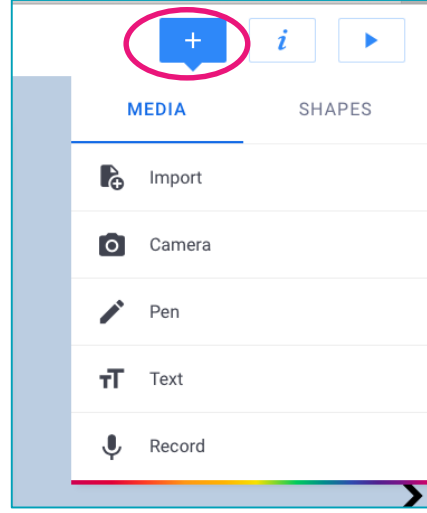 + i
MEDIA SHAPES
Import
Camera
Pen
Text
Record